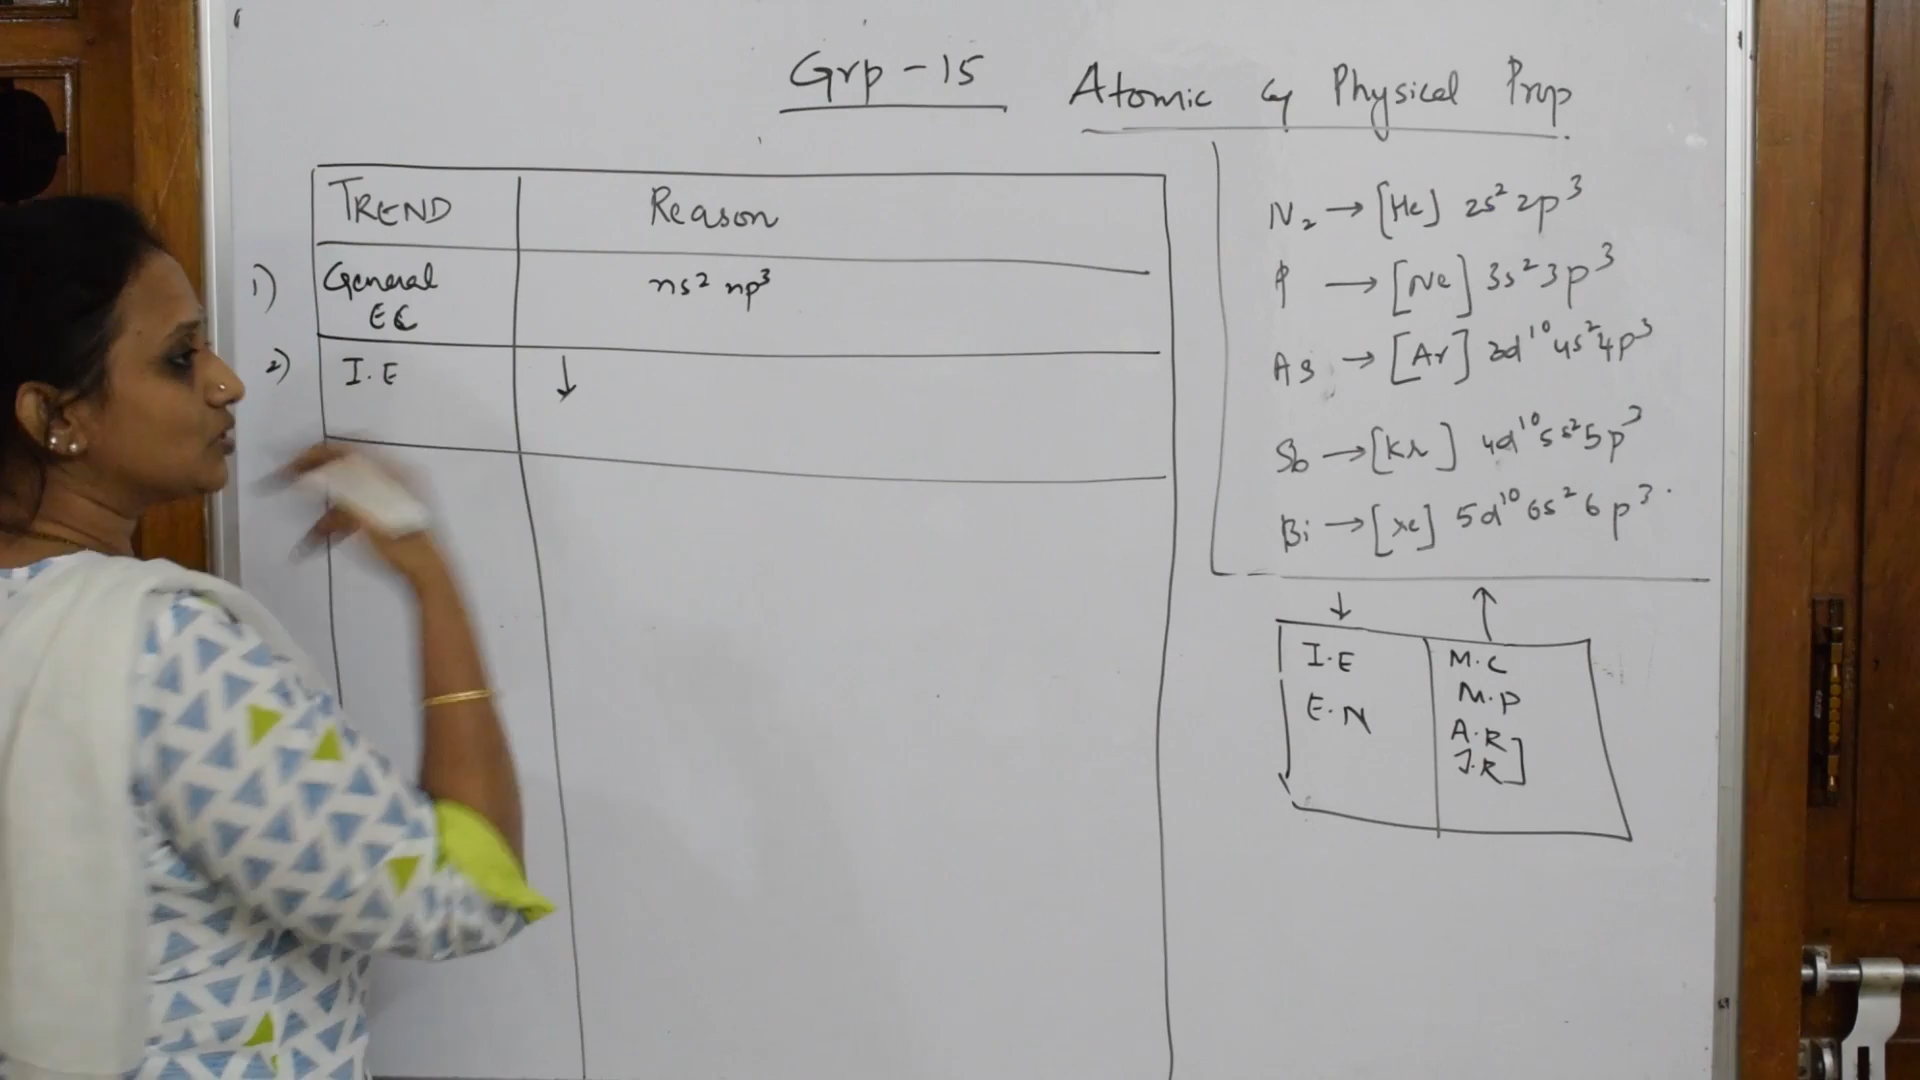 Grp - 15 Atomic & Physical Prop.
TREND Reason
1) General EC ns² np³
2) I.E ↓
N₂ → [He] 2s² 2p³
P → [Ne] 3s² 3p³
As → [Ar] 3d¹⁰ 4s² 4p³
Sb → [Kr] 4d¹⁰ 5s² 5p³
Bi → [Xe] 5d¹⁰ 6s² 6p³.
↓ ↑
I.E M.C
E.N M.P
A.R
I.R]